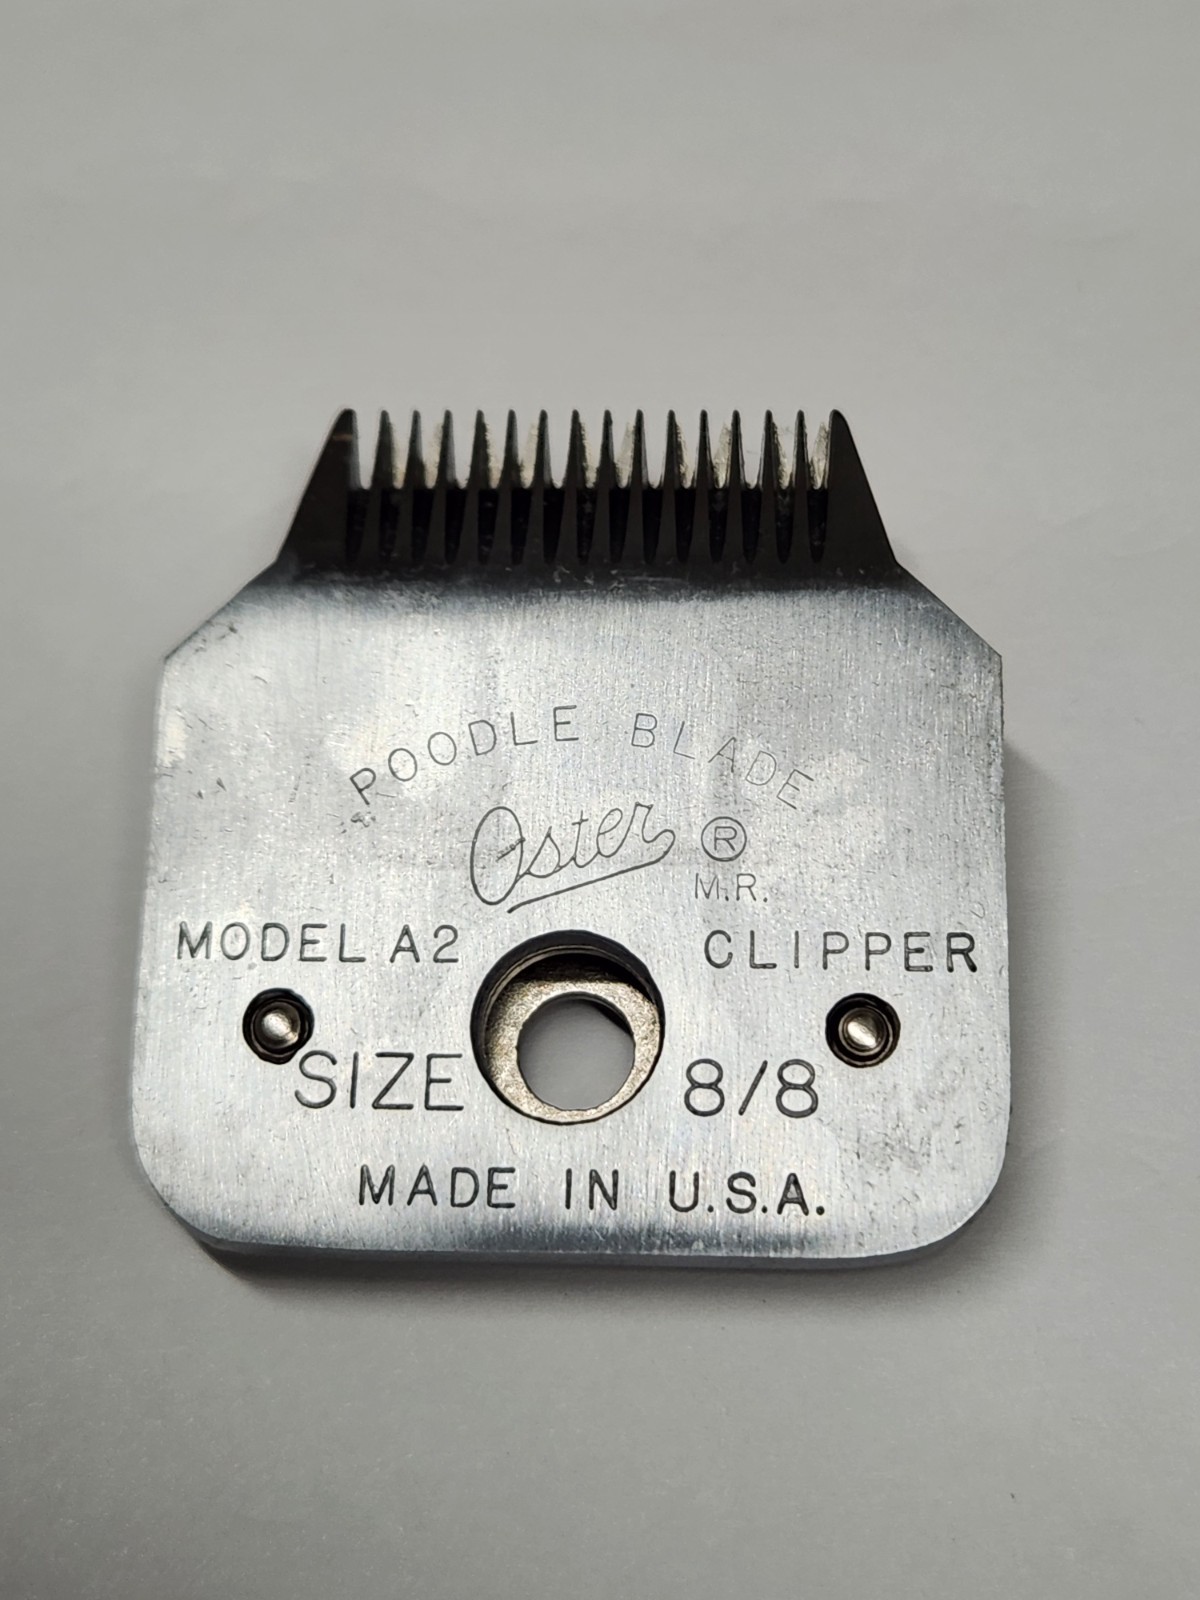 POODLE BLADE
Oster ®
M.R.
MODEL A2 CLIPPER
SIZE 8/8
MADE IN U.S.A.